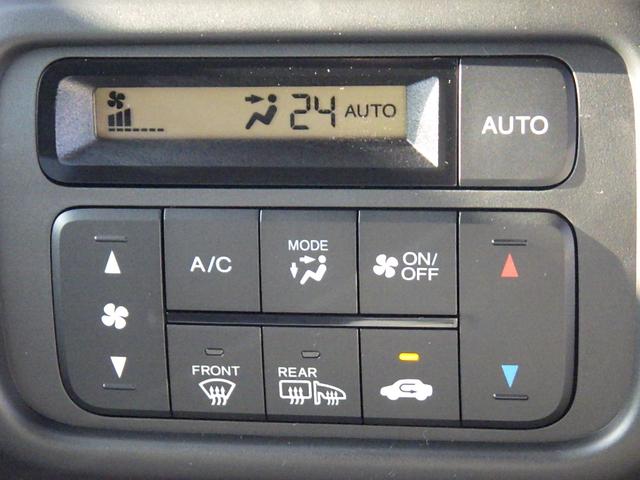 24 AUTO
AUTO
A/C
MODE
ON/
OFF
FRONT
REAR